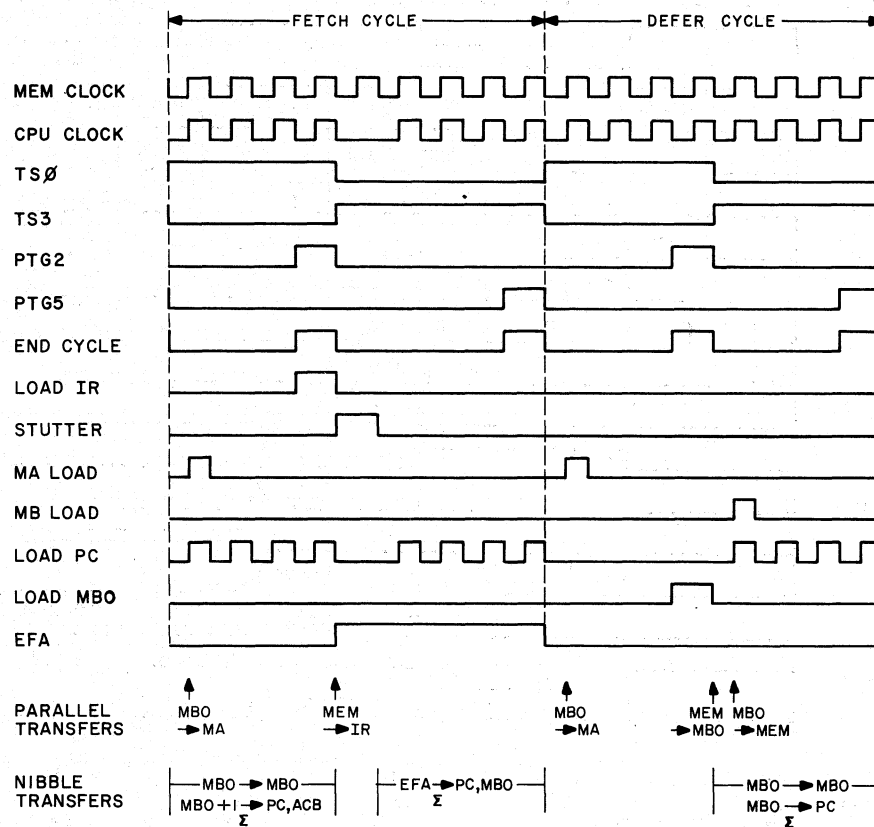 FETCH CYCLE DEFER CYCLE
MEM CLOCK
CPU CLOCK
TSØ
TS3
PTG2
PTG5
END CYCLE
LOAD IR
STUTTER
MA LOAD
MB LOAD
LOAD PC
LOAD MBO
EFA
PARALLEL TRANSFERS
MBO →MA
MEM →IR
MBO →MA
MEM →MBO
MBO →MEM
NIBBLE TRANSFERS
MBO → MBO
MBO +1 → PC,ACB
Σ
EFA → PC,MBO
Σ
MBO → MBO
MBO → PC
Σ